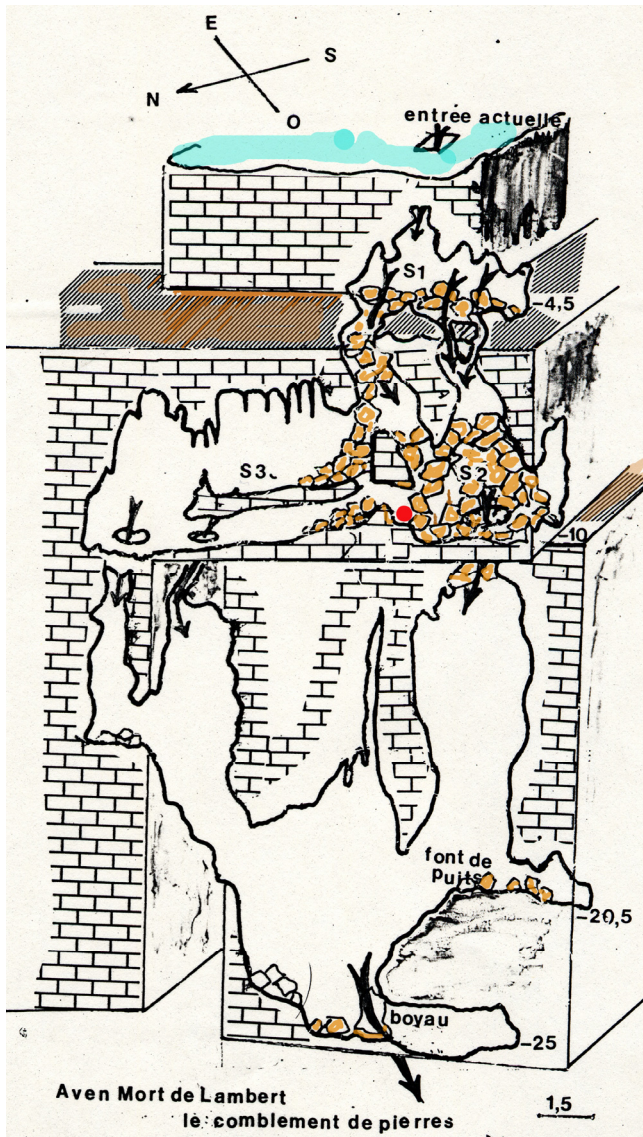 E
S
N
O
entrée actuelle
S1
-4,5
S3
S2
-10
font de
Puits
-20,5
boyau
-25
Aven Mort de Lambert
le comblement de pierres
1,5